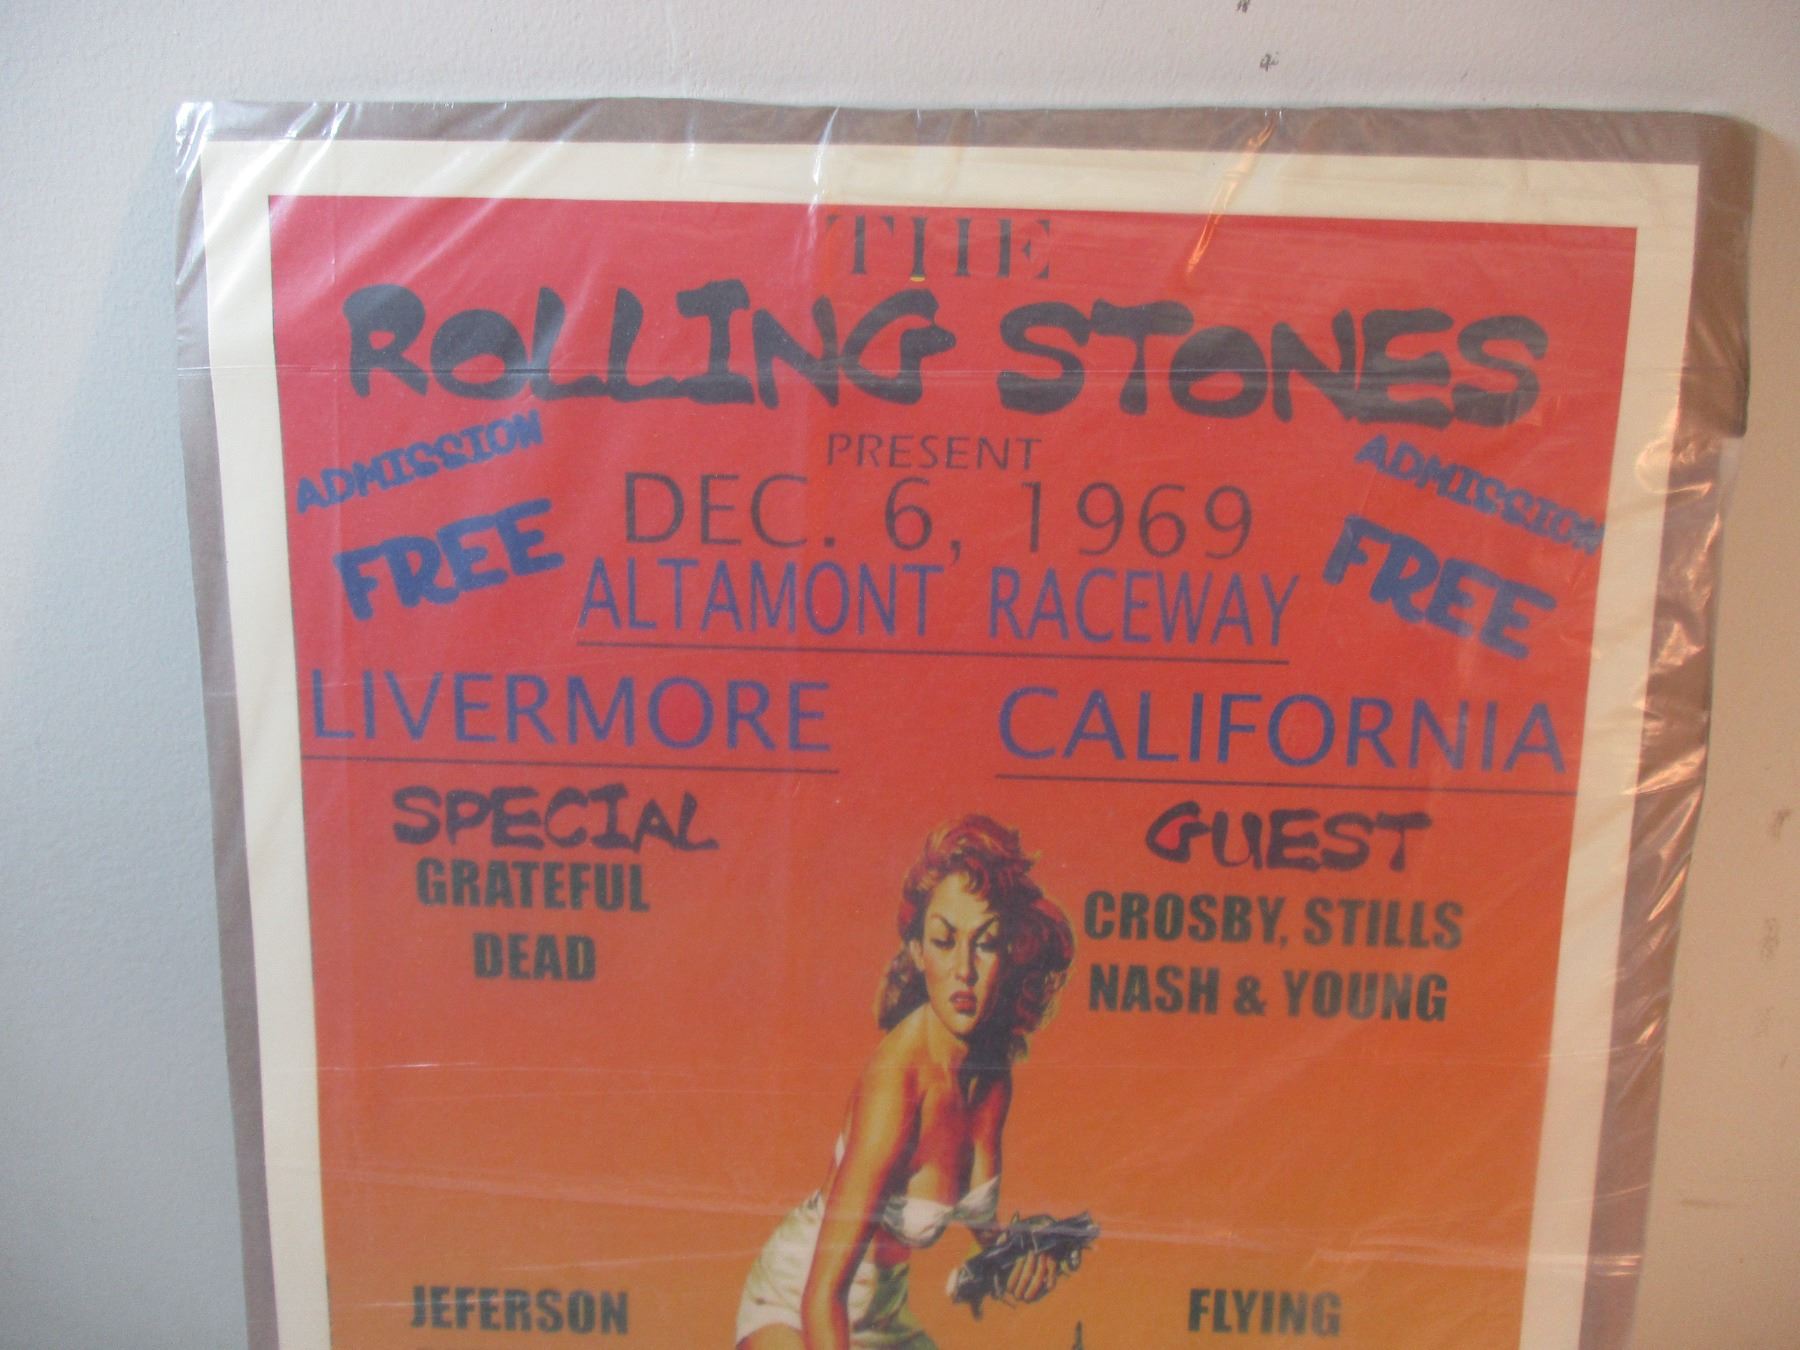 THE
ROLLING STONES
PRESENT
ADMISSION
FREE
DEC. 6, 1969
ADMISSION
FREE
ALTAMONT RACEWAY
LIVERMORE CALIFORNIA
SPECIAL GUEST
GRATEFUL
DEAD
CROSBY, STILLS
NASH & YOUNG
JEFERSON
FLYING